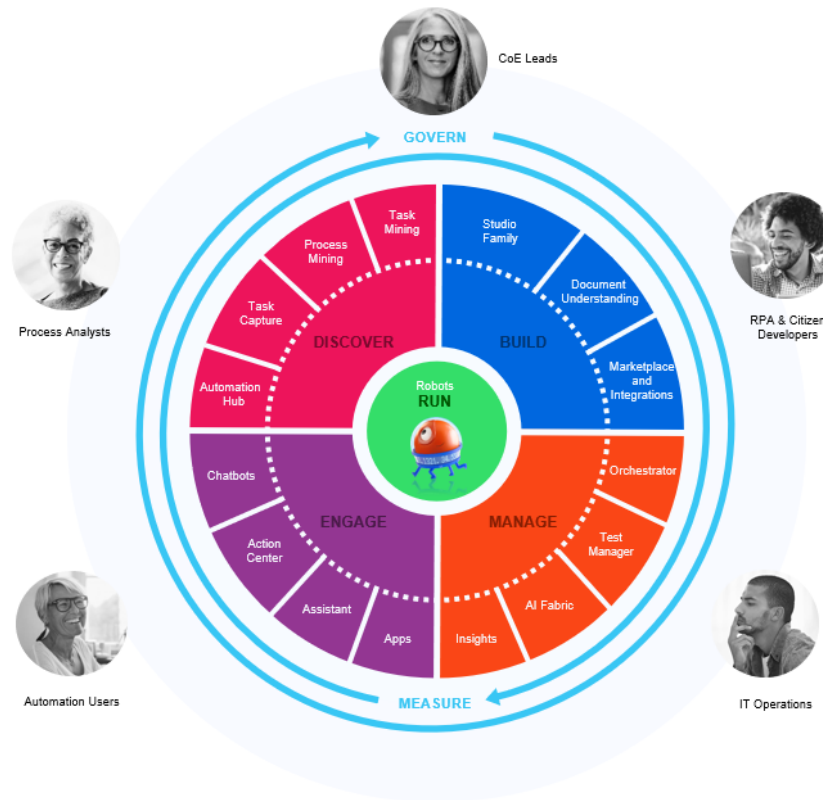 CoE Leads
GOVERN
Task
Mining
Process
Mining
Task
Capture
Automation
Hub
DISCOVER
Studio
Family
Document
Understanding
Marketplace
and
Integrations
BUILD
Process Analysts
RPA & Citizen
Developers
Robots
RUN
Chatbots
Action
Center
Assistant
Apps
ENGAGE
Orchestrator
Test
Manager
AI Fabric
Insights
MANAGE
MEASURE
Automation Users
IT Operations